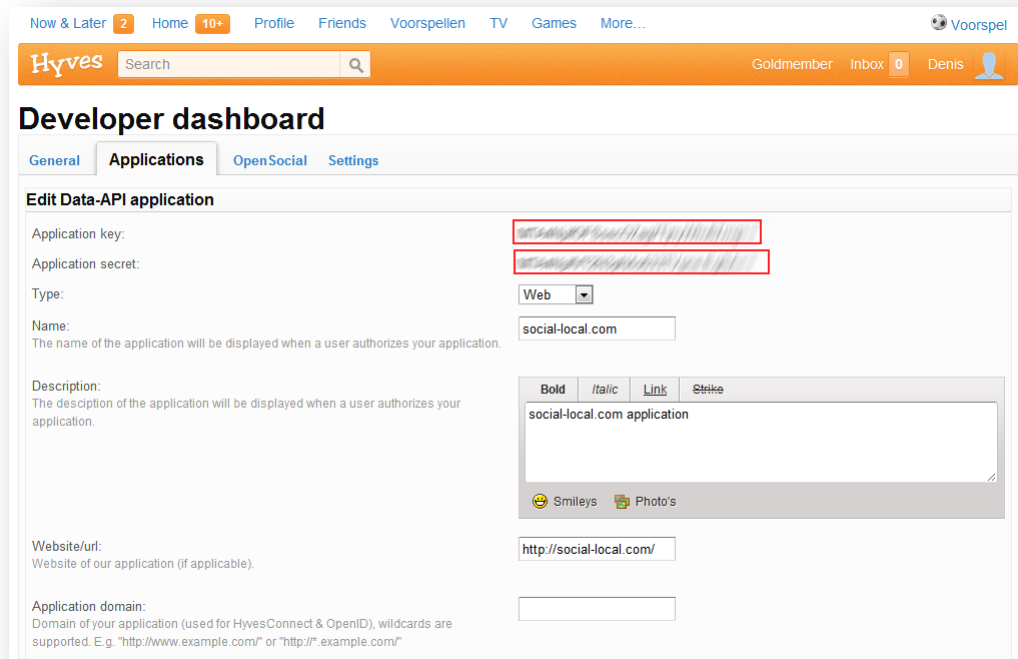 Now & Later 2 Home 10+ Profile Friends Voorspellen TV Games More... Voorspel
Hyves Search Goldmember Inbox 0 Denis
Developer dashboard
General Applications OpenSocial Settings
Edit Data-API application
Application key:
Application secret:
Type: Web
Name: social-local.com
The name of the application will be displayed when a user authorizes your application.
Description: Bold Italic Link Strike
The desciption of the application will be displayed when a user authorizes your
application.
social-local.com application
Smileys Photo's
Website/url: http://social-local.com/
Website of our application (if applicable).
Application domain:
Domain of your application (used for HyvesConnect & OpenID), wildcards are
supported. E.g. "http://www.example.com/" or "http://*.example.com/"